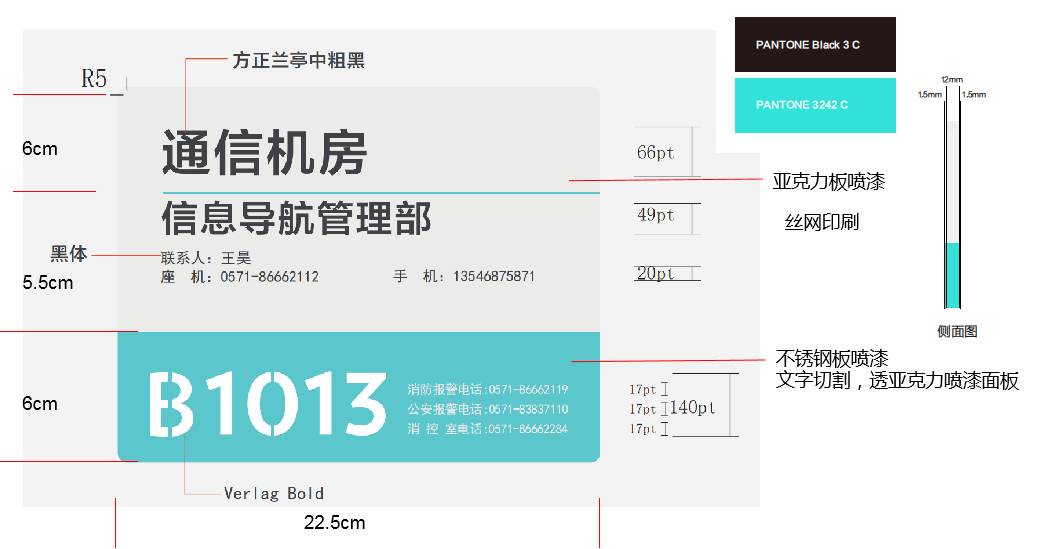 PANTONE Black 3 C
方正兰亭中粗黑
R5
12mm
1.5mm
1.5mm
PANTONE 3242 C
6cm
通信机房
66pt
亚克力板喷漆
49pt
丝网印刷
信息导航管理部
黑体
联系人：王昊
座 机：0571-86662112
手 机：13546875871
20pt
5.5cm
侧面图
不锈钢板喷漆
文字切割，透亚克力喷漆面板
6cm
B1013
消防报警电话:0571-86662119
公安报警电话:0571-83837110
消 控 室电话:0571-86662284
17pt
17pt
17pt
140pt
Verlag Bold
22.5cm